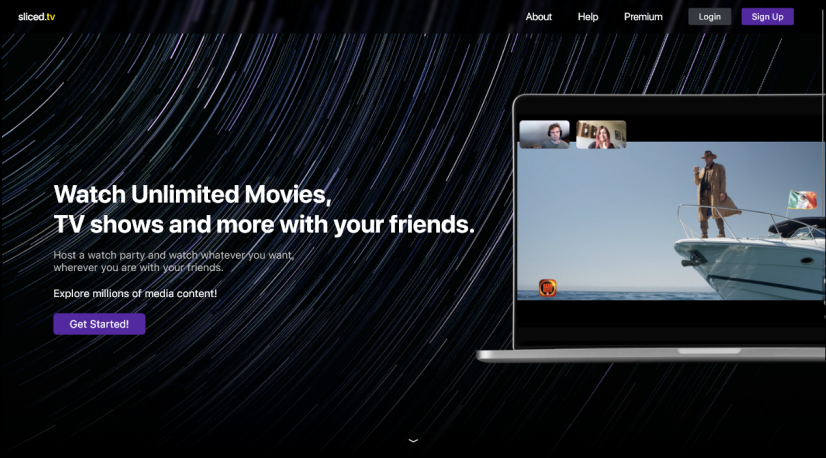 sliced.tv
About
Help
Premium
Login
Sign Up
Watch Unlimited Movies,
TV shows and more with your friends.
Host a watch party and watch whatever you want,
wherever you are with your friends.
Explore millions of media content!
Get Started!